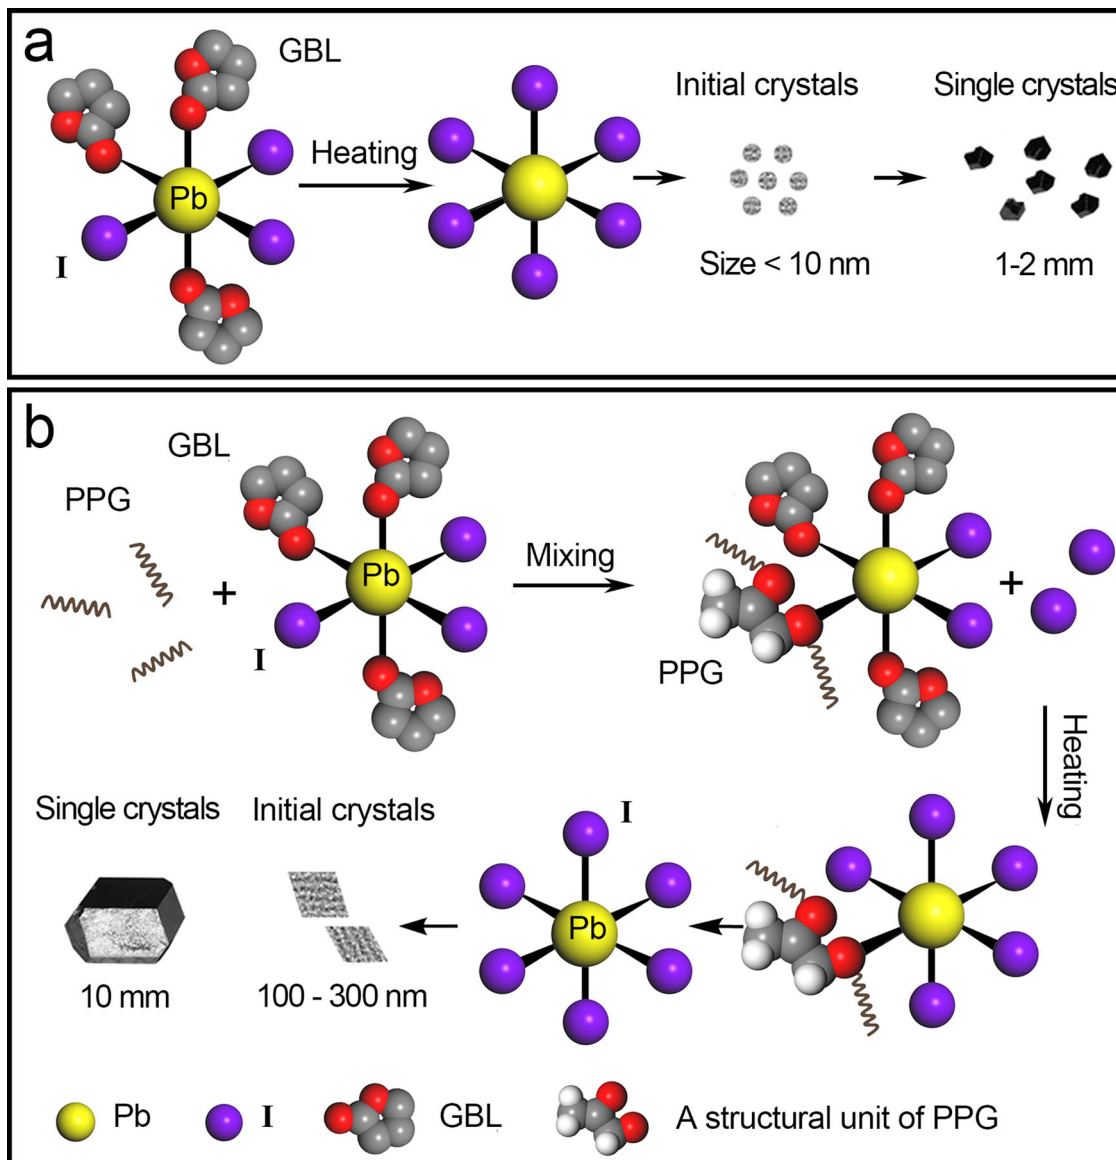 a
GBL
Pb
I
Heating
Initial crystals
Size < 10 nm
Single crystals
1-2 mm
b
PPG
+
GBL
Pb
I
Mixing
PPG
+
Heating
I
Pb
Initial crystals
100 - 300 nm
Single crystals
10 mm
Pb
I
GBL
A structural unit of PPG